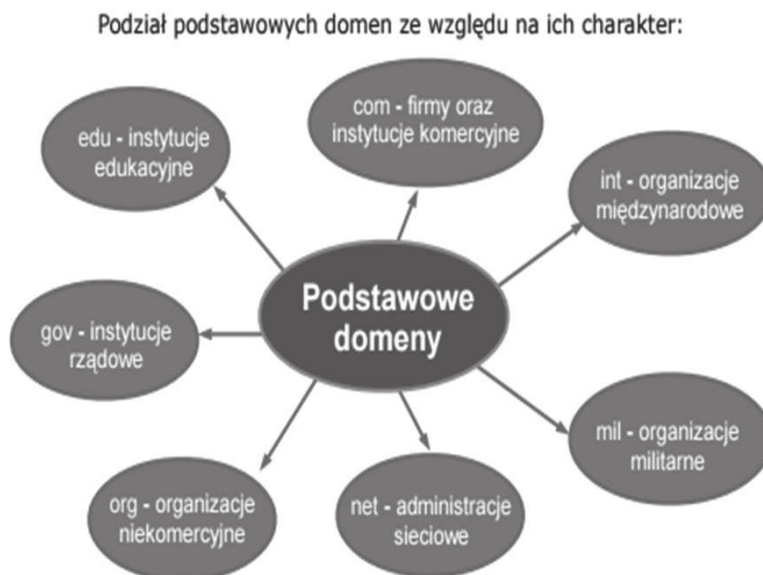 Podział podstawowych domen ze względu na ich charakter:
com - firmy oraz
instytucje komercyjne
edu - instytucje
edukacyjne
int - organizacje
międzynarodowe
Podstawowe
domeny
gov - instytucje
rządowe
mil - organizacje
militarne
org - organizacje
niekomercyjne
net - administracje
sieciowe